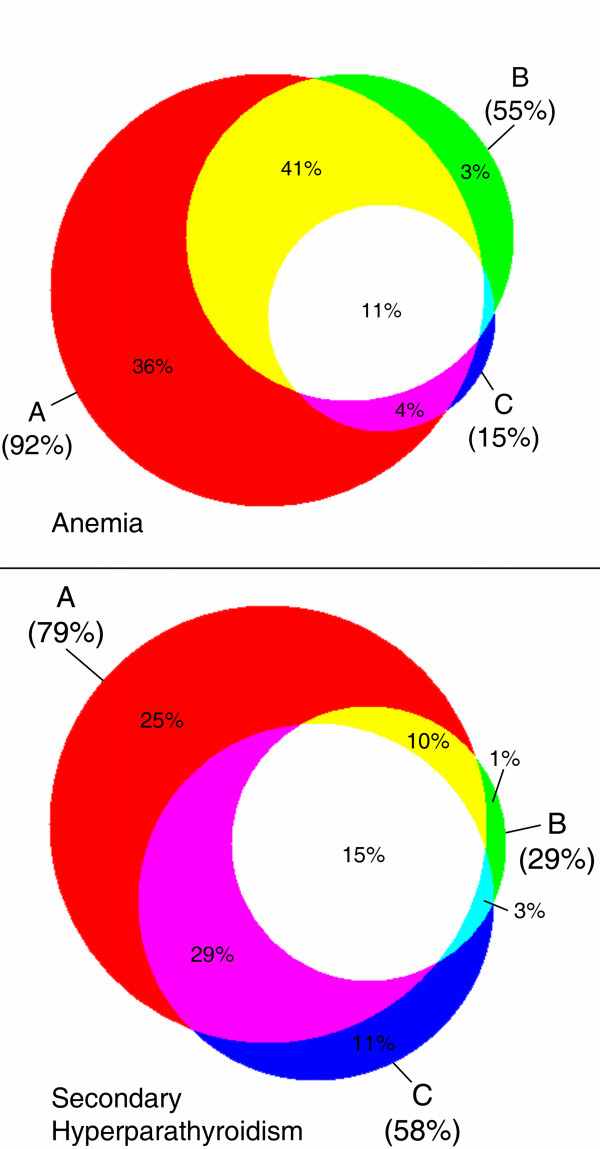 B
(55%)
41%
3%
11%
36%
4%
A
(92%)
C
(15%)
Anemia
A
(79%)
25%
10%
1%
B
(29%)
15%
3%
29%
11%
C
(58%)
Secondary
Hyperparathyroidism